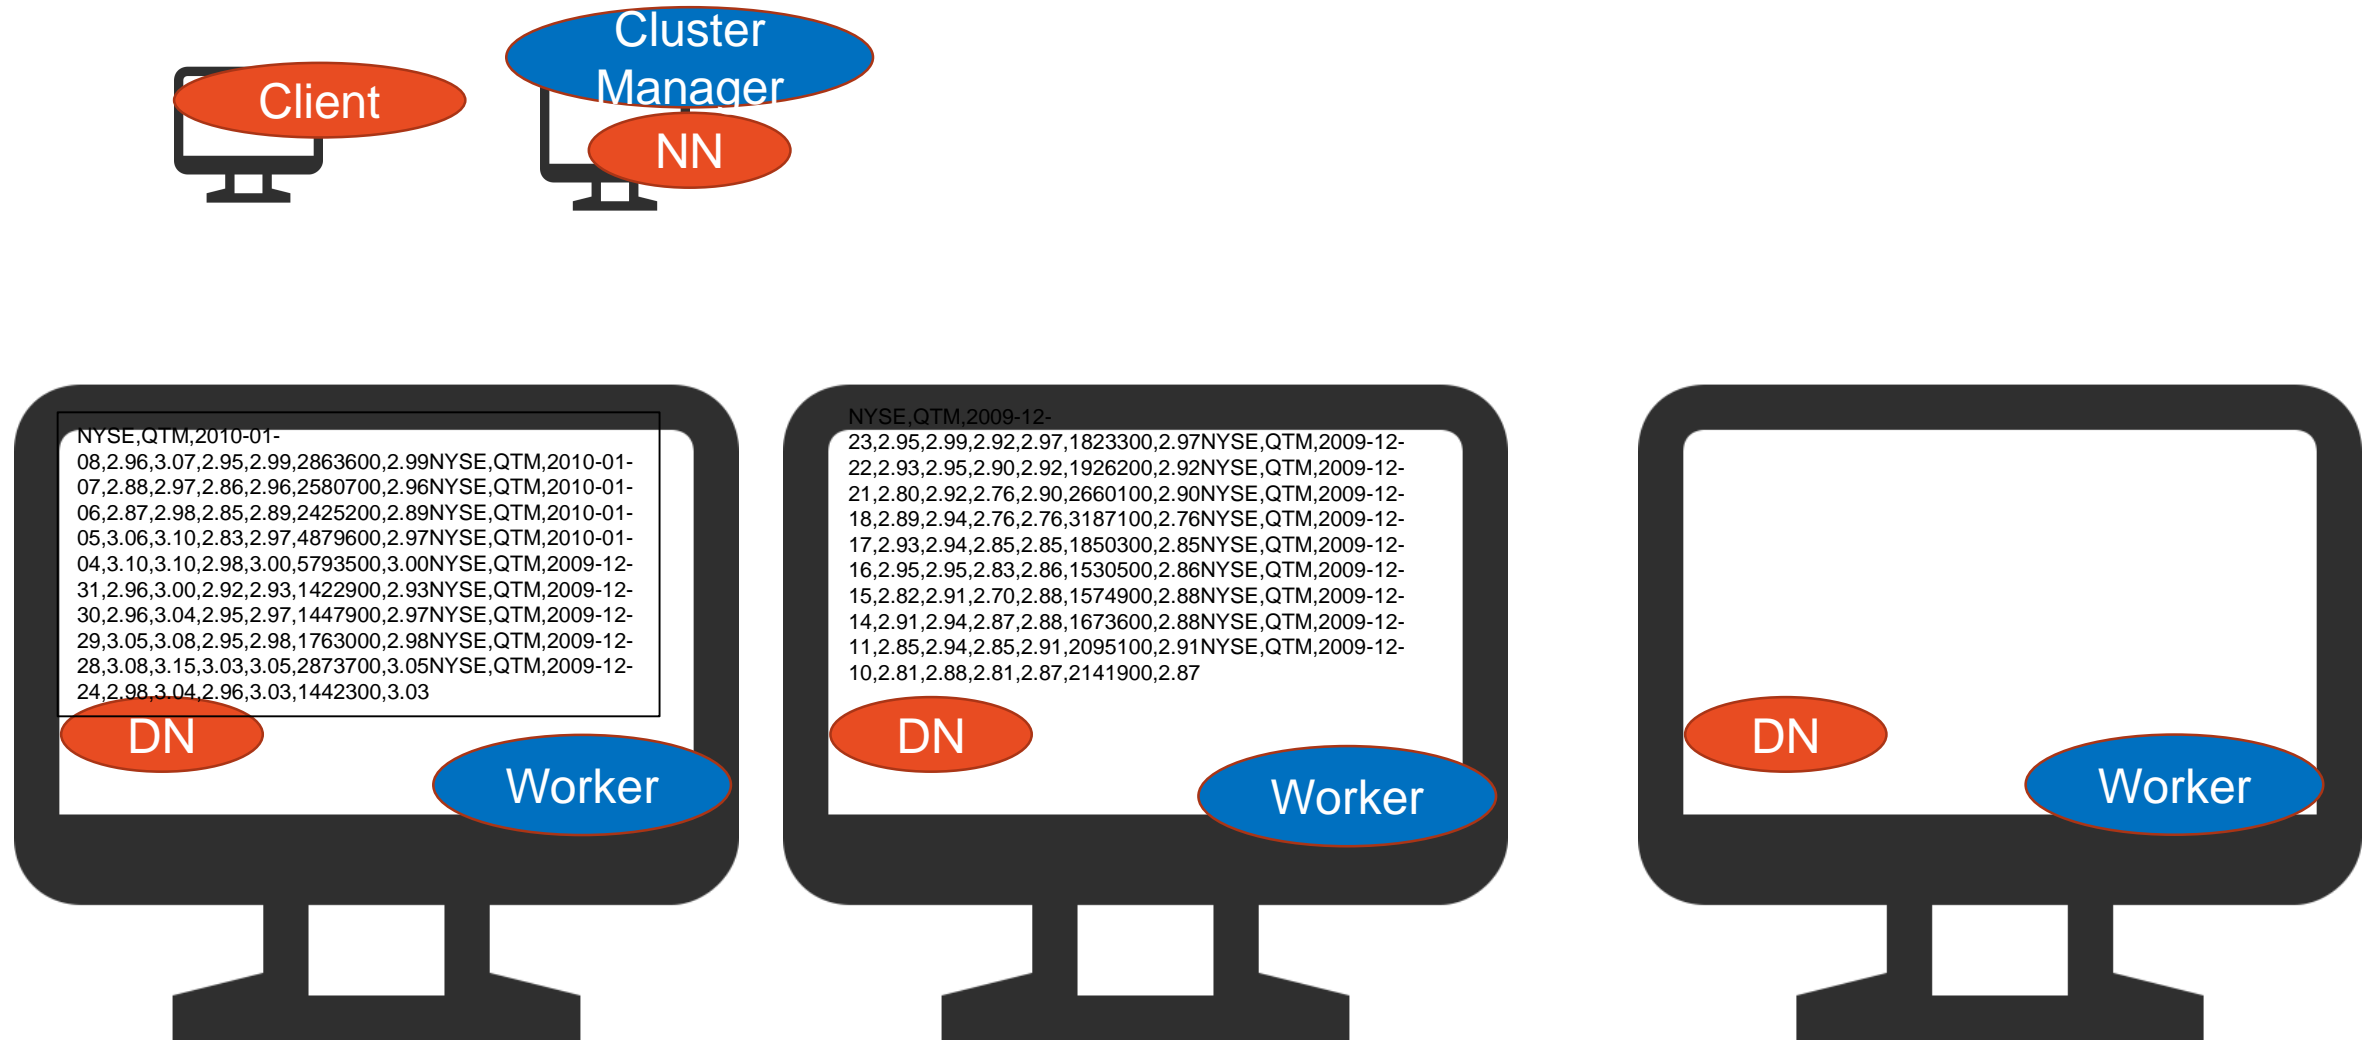 Client
Cluster
Manager
NN
NYSE,QTM,2010-01-
08,2.96,3.07,2.95,2.99,2863600,2.99NYSE,QTM,2010-01-
07,2.88,2.97,2.86,2.96,2580700,2.96NYSE,QTM,2010-01-
06,2.87,2.98,2.85,2.89,2425200,2.89NYSE,QTM,2010-01-
05,3.06,3.10,2.83,2.97,4879600,2.97NYSE,QTM,2010-01-
04,3.10,3.10,2.98,3.00,5793500,3.00NYSE,QTM,2009-12-
31,2.96,3.00,2.92,2.93,1422900,2.93NYSE,QTM,2009-12-
30,2.96,3.04,2.95,2.97,1447900,2.97NYSE,QTM,2009-12-
29,3.05,3.08,2.95,2.98,1763000,2.98NYSE,QTM,2009-12-
28,3.08,3.15,3.03,3.05,2873700,3.05NYSE,QTM,2009-12-
24,2.98,3.04,2.96,3.03,1442300,3.03
DN
Worker
NYSE,QTM,2009-12-
23,2.95,2.99,2.92,2.97,1823300,2.97NYSE,QTM,2009-12-
22,2.93,2.95,2.90,2.92,1926200,2.92NYSE,QTM,2009-12-
21,2.80,2.92,2.76,2.90,2660100,2.90NYSE,QTM,2009-12-
18,2.89,2.94,2.76,2.76,3187100,2.76NYSE,QTM,2009-12-
17,2.93,2.94,2.85,2.85,1850300,2.85NYSE,QTM,2009-12-
16,2.95,2.95,2.83,2.86,1530500,2.86NYSE,QTM,2009-12-
15,2.82,2.91,2.70,2.88,1574900,2.88NYSE,QTM,2009-12-
14,2.91,2.94,2.87,2.88,1673600,2.88NYSE,QTM,2009-12-
11,2.85,2.94,2.85,2.91,2095100,2.91NYSE,QTM,2009-12-
10,2.81,2.88,2.81,2.87,2141900,2.87
DN
Worker
DN
Worker